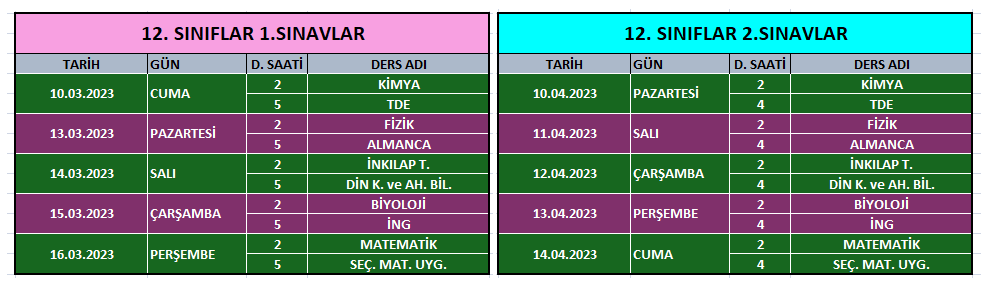 12. SINIFLAR 1.SINAVLAR
TARİH GÜN D. SAATİ DERS ADI
10.03.2023 CUMA 2 KİMYA
5 TDE
13.03.2023 PAZARTESİ 2 FİZİK
5 ALMANCA
14.03.2023 SALI 2 İNKILAP T.
5 DİN K. ve AH. BİL.
15.03.2023 ÇARŞAMBA 2 BİYOLOJİ
5 İNG
16.03.2023 PERŞEMBE 2 MATEMATİK
5 SEÇ. MAT. UYG.
12. SINIFLAR 2.SINAVLAR
TARİH GÜN D. SAATİ DERS ADI
10.04.2023 PAZARTESİ 2 KİMYA
4 TDE
11.04.2023 SALI 2 FİZİK
4 ALMANCA
12.04.2023 ÇARŞAMBA 2 İNKILAP T.
4 DİN K. ve AH. BİL.
13.04.2023 PERŞEMBE 2 BİYOLOJİ
4 İNG
14.04.2023 CUMA 2 MATEMATİK
4 SEÇ. MAT. UYG.